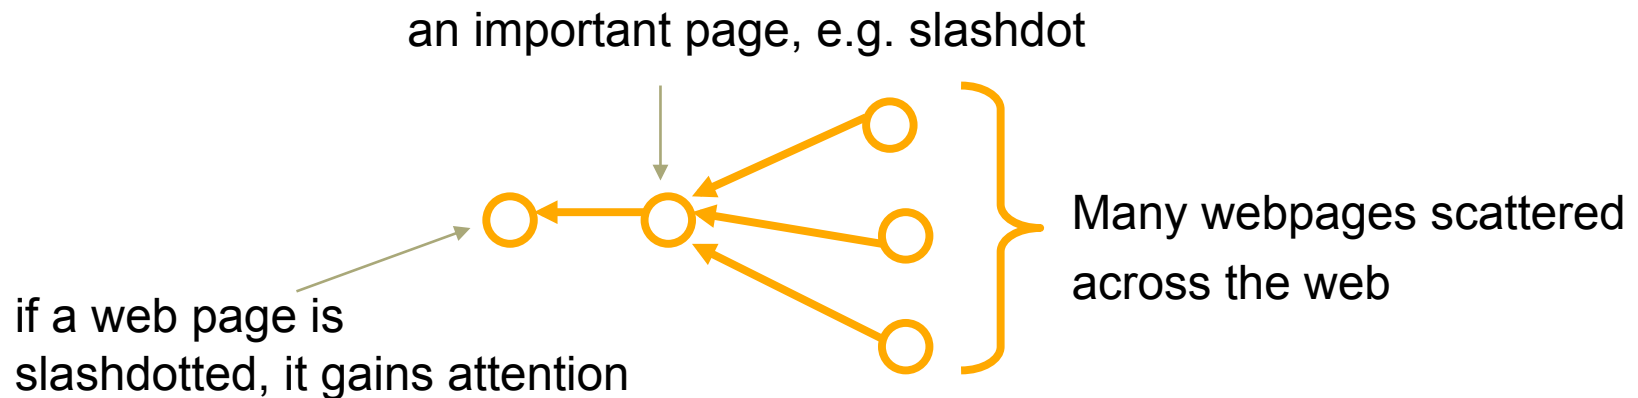 an important page, e.g. slashdot
Many webpages scattered
across the web
if a web page is
slashdotted, it gains attention